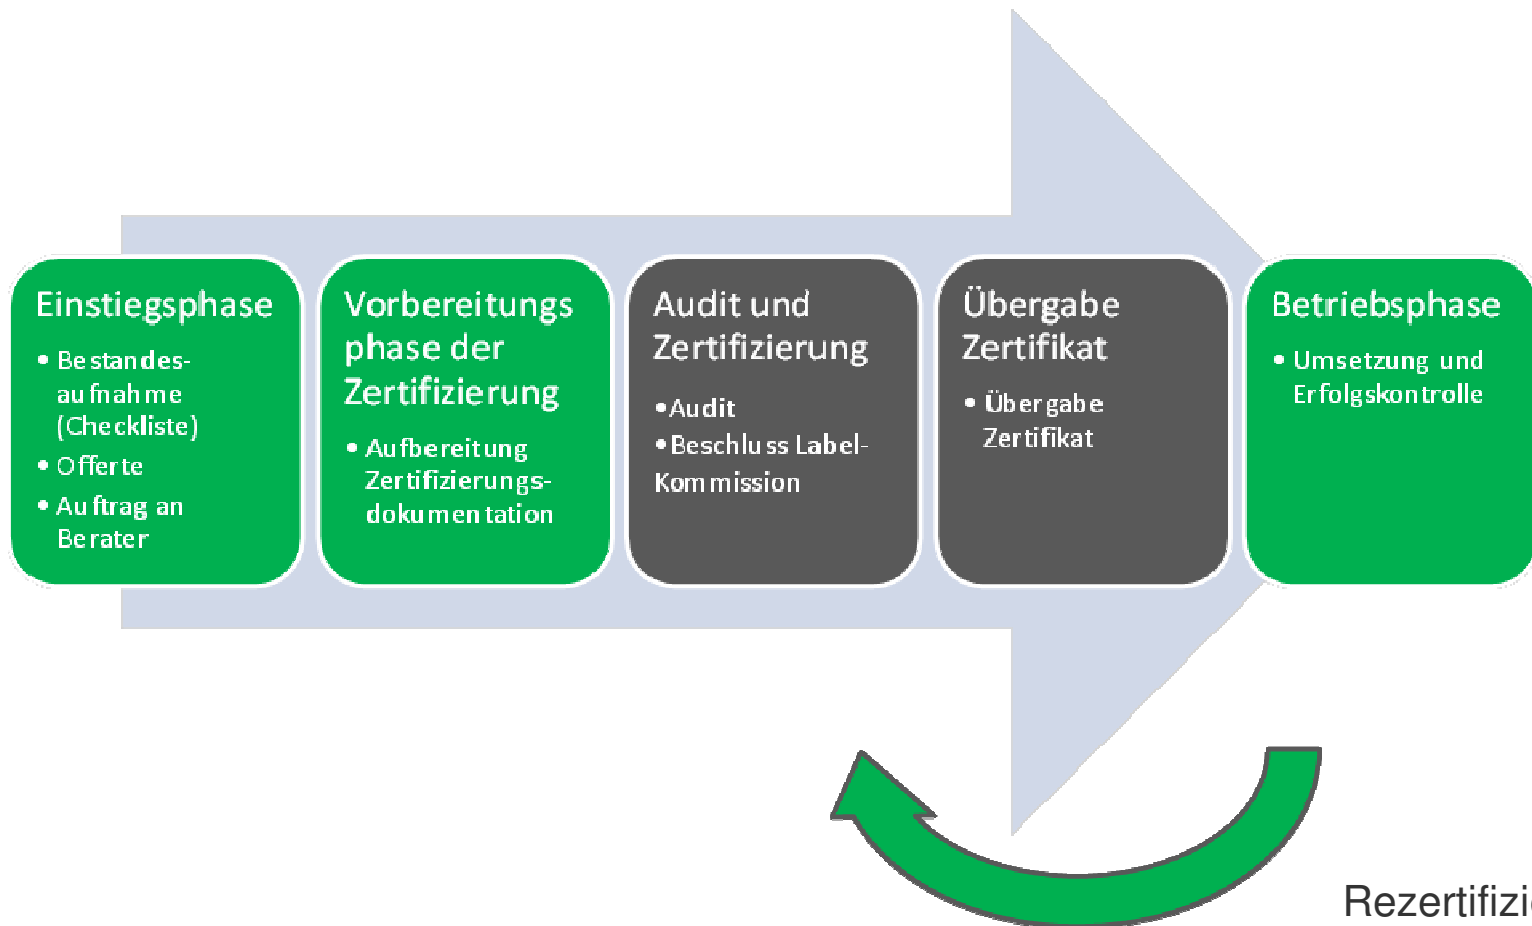 Einstiegsphase
• Bestandes-
aufnahme
(Checkliste)
• Offerte
• Auftrag an
Berater
Vorbereitungs
phase der
Zertifizierung
• Aufbereitung
Zertifizierungs-
dokumentation
Audit und
Zertifizierung
•Audit
•Beschluss Label-
Kommission
Übergabe
Zertifikat
• Übergabe
Zertifikat
Betriebsphase
• Umsetzung und
Erfolgskontrolle